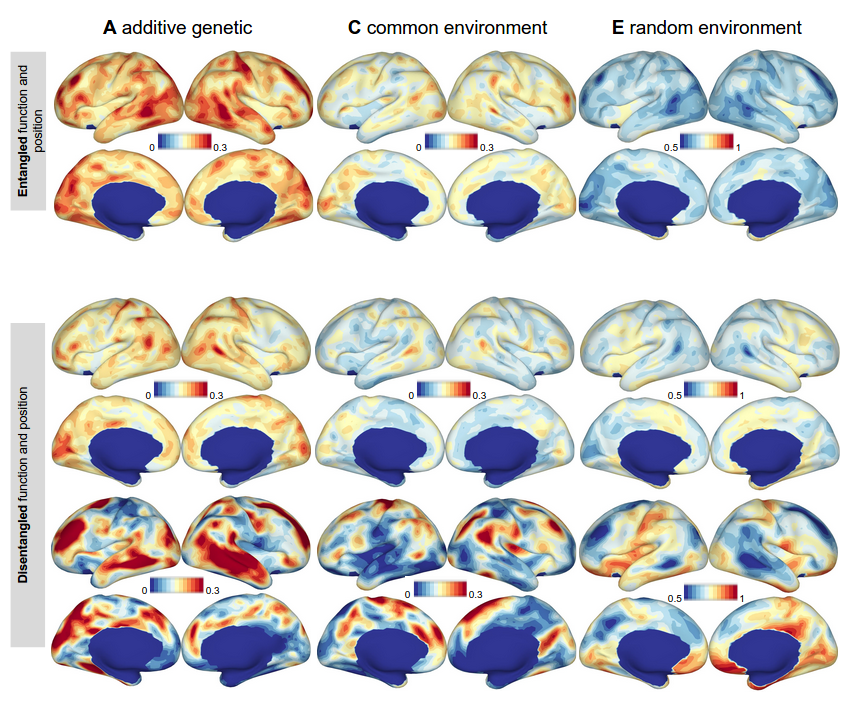 A additive genetic
C common environment
E random environment
Entangled function and
position
0 0.3
0 0.3
0.5 1
Disentangled function and position
0 0.3
0 0.3
0.5 1
0 0.3
0 0.3
0.5 1